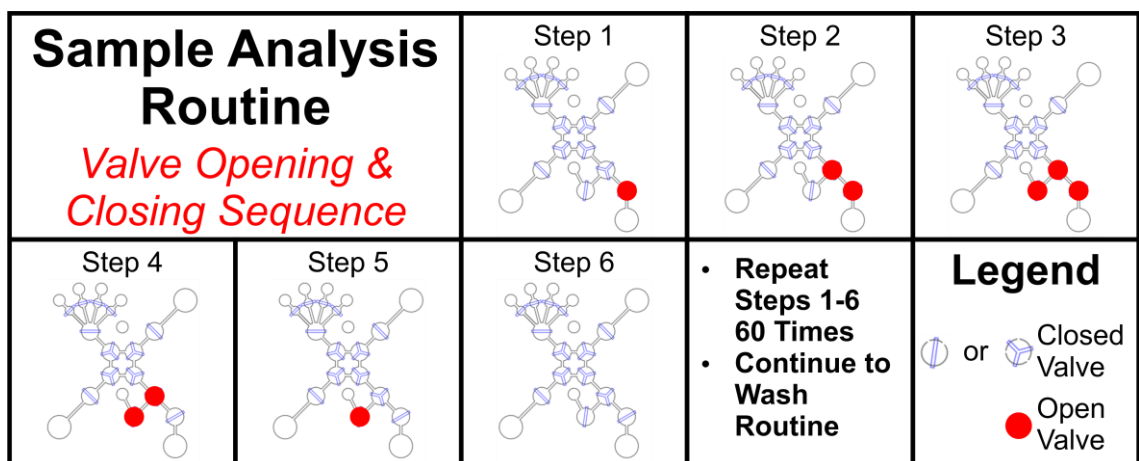 Sample Analysis
Routine
Valve Opening &
Closing Sequence
Step 1
Step 2
Step 3
Step 4
Step 5
Step 6
• Repeat
Steps 1-6
60 Times
• Continue to
Wash
Routine
Legend
or
Closed
Valve
Open
Valve